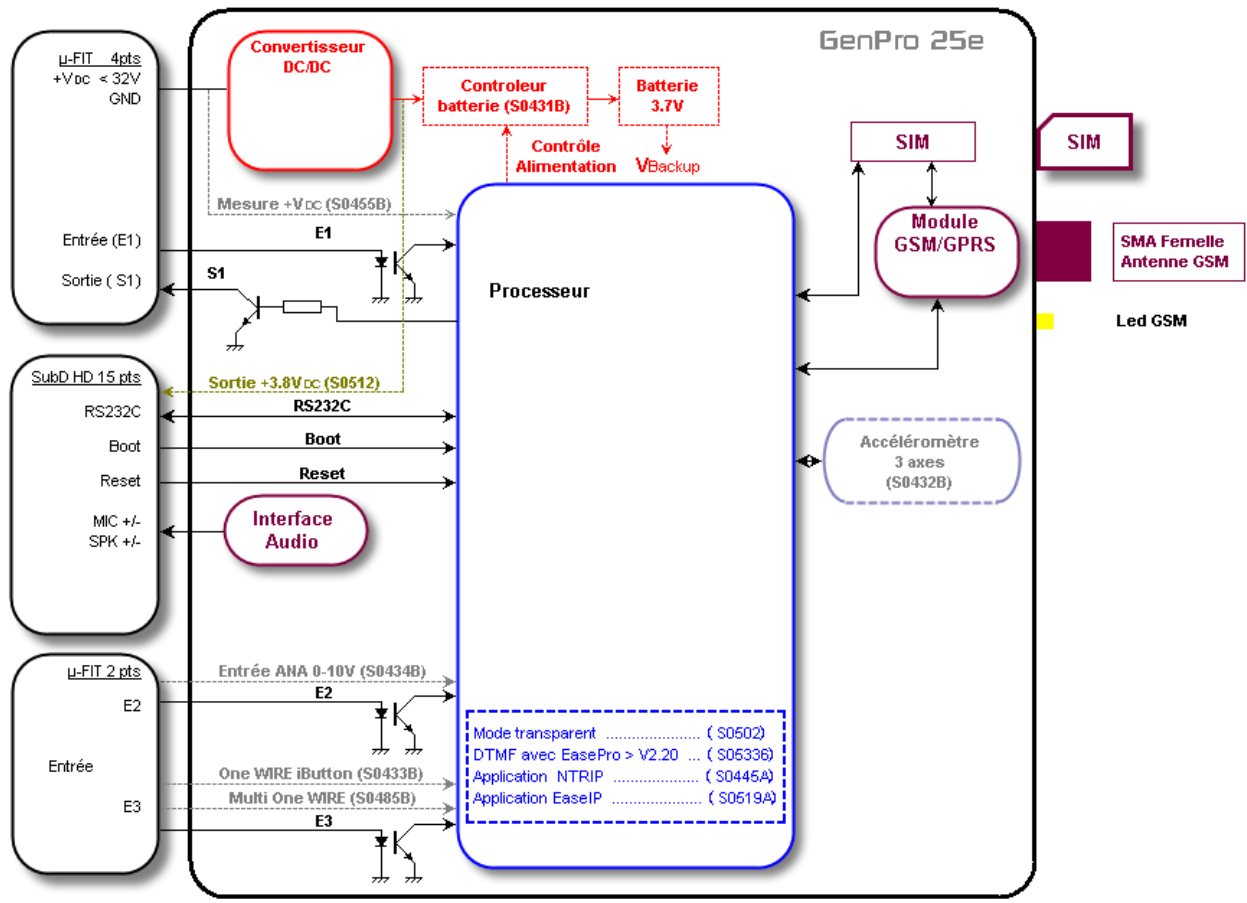 GenPro 25e
µ-FIT 4pts
+VDC < 32V
GND
Convertisseur
DC/DC
Controleur
batterie (S0431B)
Batterie
3.7V
Contrôle
Alimentation
VBackup
SIM
SIM
Mesure +VDC (S0455B)
Entrée (E1)
E1
Sortie ( S1)
S1
Module
GSM/GPRS
SMA Femelle
Antenne GSM
Processeur
Led GSM
SubD HD 15 pts
Sortie +3.8VDC (S0512)
RS232C
RS232C
Boot
Boot
Reset
Reset
MIC +/-
SPK +/-
Interface
Audio
Accéléromètre
3 axes
(S0432B)
µ-FIT 2 pts
Entrée ANA 0-10V (S0434B)
E2
E2
Entrée
One WIRE iButton (S0433B)
Multi One WIRE (S0485B)
E3
E3
Mode transparent ..................... ( S0502)
DTMF avec EasePro > V2.20 ... ( S05336)
Application NTRIP ................... ( S0445A)
Application EaseIP .................... ( S0519A)